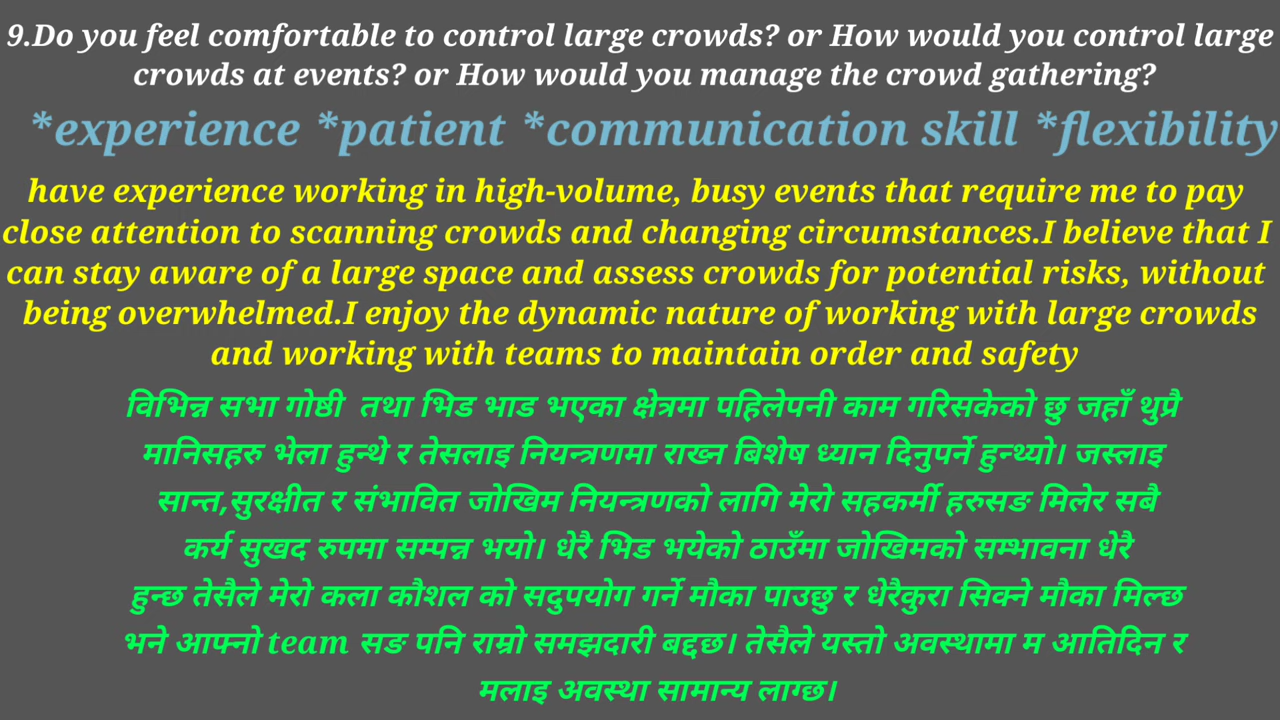 9.Do you feel comfortable to control large crowds? or How would you control large
crowds at events? or How would you manage the crowd gathering?
*experience *patient *communication skill *flexibility
have experience working in high-volume, busy events that require me to pay
close attention to scanning crowds and changing circumstances.I believe that I
can stay aware of a large space and assess crowds for potential risks, without
being overwhelmed.I enjoy the dynamic nature of working with large crowds
and working with teams to maintain order and safety
विभिन्न सभा गोष्ठी तथा भिड भाड भएका क्षेत्रमा पहिलेपनी काम गरिसकेको छु जहाँ थुप्रै
मानिसहरु भेला हुन्थे र तेसलाइ नियन्त्रणमा राख्न बिशेष ध्यान दिनुपर्ने हुन्थ्यो। जस्लाइ
सान्त,सुरक्षीत र संभावित जोखिम नियन्त्रणको लागि मेरो सहकर्मी हरुसङ मिलेर सबै
कर्य सुखद रुपमा सम्पन्न भयो। धेरै भिड भयेको ठाउँमा जोखिमको सम्भावना धेरै
हुन्छ तेसैले मेरो कला कौशल को सदुपयोग गर्ने मौका पाउछु र धेरैकुरा सिक्ने मौका मिल्छ
भने आफ्नो team सङ पनि राम्रो समझदारी बद्दछ। तेसैले यस्तो अवस्थामा म आतिदिन र
मलाइ अवस्था सामान्य लाग्छ।